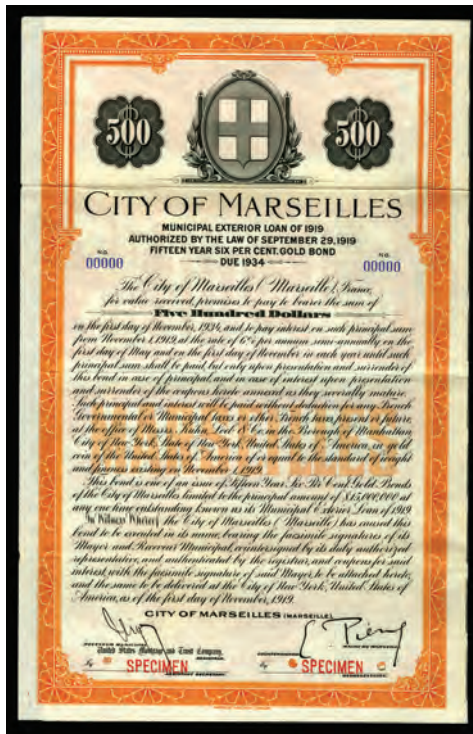 500
500
CITY OF MARSEILLES
MUNICIPAL EXTERIOR LOAN OF 1919
AUTHORIZED BY THE LAW OF SEPTEMBER 29, 1919
FIFTEEN YEAR SIX PER CENT. GOLD BOND
DUE 1934
No. 00000
No. 00000
The City of Marseilles (Marseille), France,
for value received, promises to pay to bearer the sum of
Five Hundred Dollars
on the first day of November, 1934, and to pay interest on such principal sum
from November 1, 1919, at the rate of 6% per annum, semi-annually on the
first day of May and on the first day of November in each year until such
principal sum shall be paid, but only upon presentation and surrender of
this bond in case of principal, and in case of interest upon presentation
and surrender of the coupons hereto annexed as they severally mature.
Such principal and interest will be paid without deduction for any French
Governmental or Municipal taxes or other French taxes, present or future,
at the office of Messrs. Kuhn, Loeb & Co. in the Borough of Manhattan
City of New York, State of New York, United States of America, in gold
coin of the United States of America of or equal to the standard of weight
and fineness existing on November 1, 1919.
This bond is one of an issue of Fifteen Year Six Per Cent. Gold Bonds
of the City of Marseilles limited to the principal amount of $15,000,000 at
any one time outstanding known as its Municipal Exterior Loan of 1919
In Witness Whereof, the City of Marseilles (Marseille) has caused this
bond to be executed in its name, bearing the facsimile signatures of its
Mayor and Receveur Municipal, countersigned by its duly authorized
representative, and authenticated by the registrar, and coupons for said
interest, with the facsimile signature of said Mayor, to be attached hereto,
and the same to be delivered at the City of New York, United States of
America, as of the first day of November, 1919.
CITY OF MARSEILLES (MARSEILLE)
United States Mortgage and Trust Company,
By SPECIMEN
By SPECIMEN